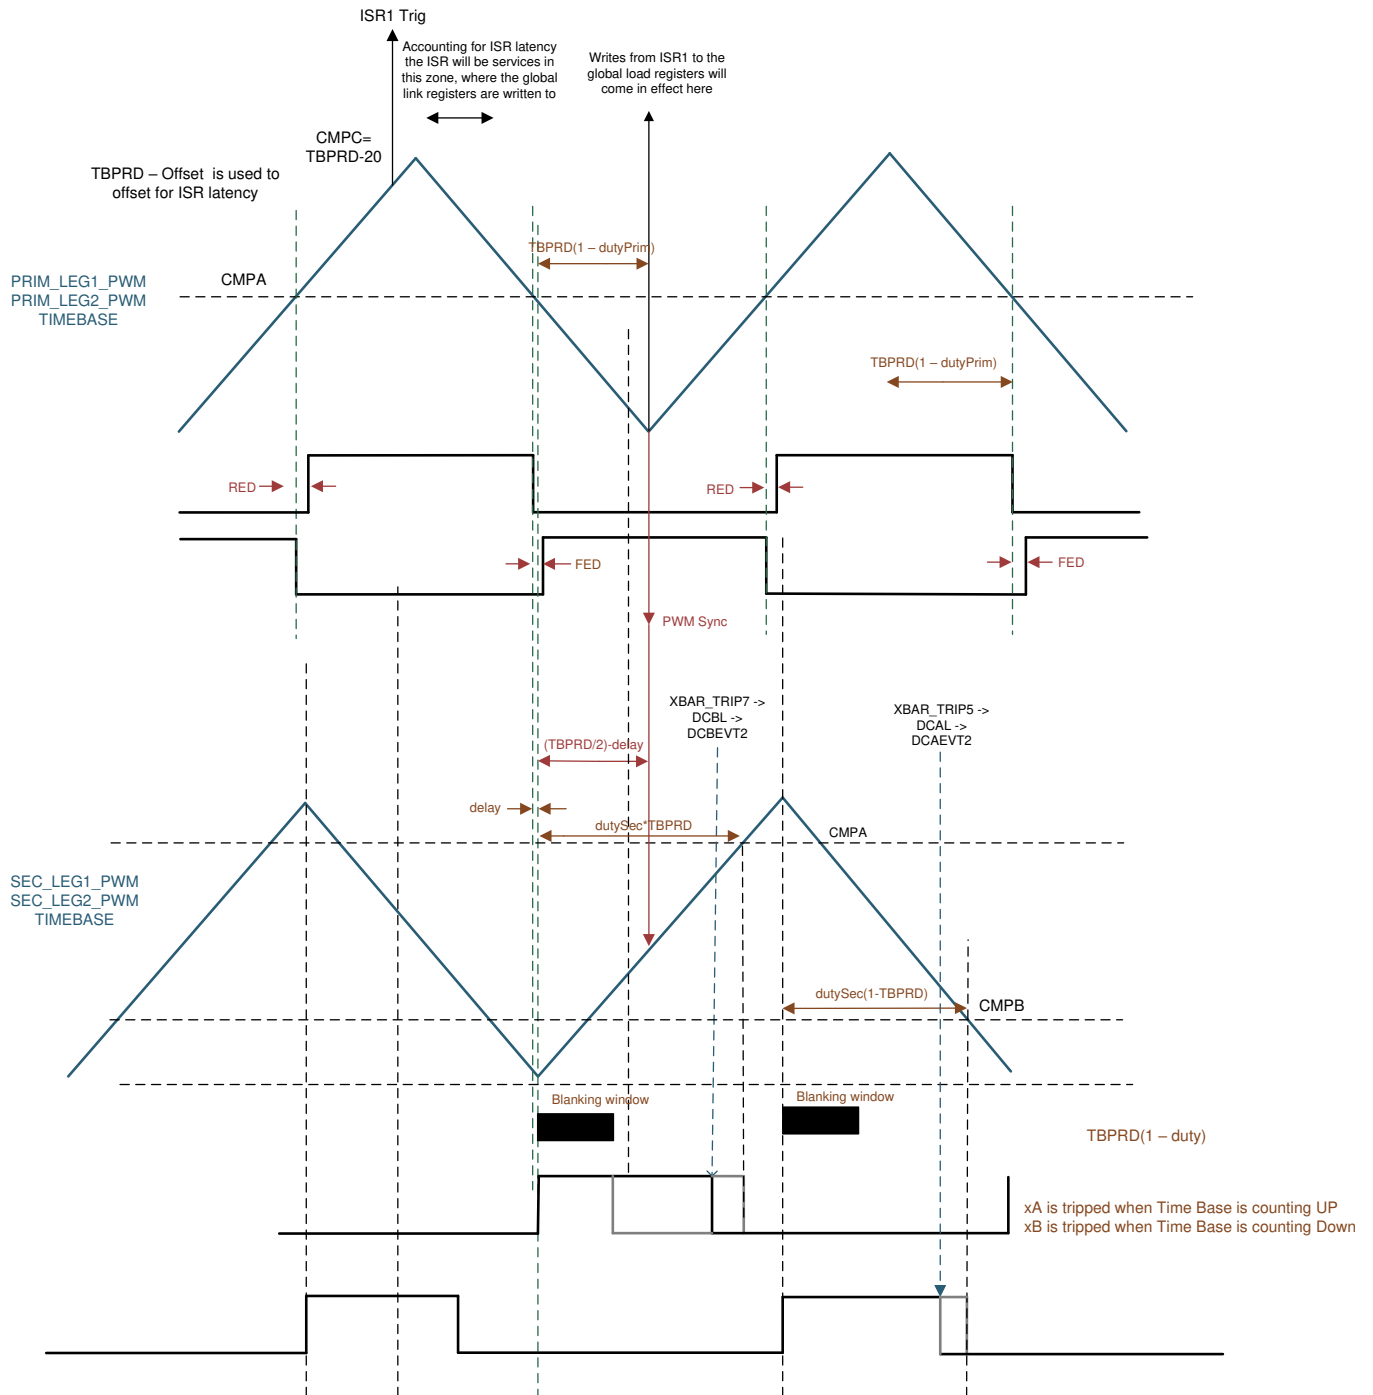 ISR1 Trig
Accounting for ISR latency
the ISR will be services in
this zone, where the global
link registers are written to
Writes from ISR1 to the
global load registers will
come in effect here
CMPC=
TBPRD-20
TBPRD – Offset is used to
offset for ISR latency
TBPRD(1 – dutyPrim)
PRIM_LEG1_PWM
PRIM_LEG2_PWM
TIMEBASE
CMPA
TBPRD(1 – dutyPrim)
RED
RED
FED
FED
PWM Sync
XBAR_TRIP7 ->
DCBL ->
DCBEVT2
XBAR_TRIP5 ->
DCAL ->
DCAEVT2
(TBPRD/2)-delay
delay
dutySec*TBPRD
CMPA
SEC_LEG1_PWM
SEC_LEG2_PWM
TIMEBASE
dutySec(1-TBPRD)
CMPB
Blanking window
Blanking window
TBPRD(1 – duty)
xA is tripped when Time Base is counting UP
xB is tripped when Time Base is counting Down